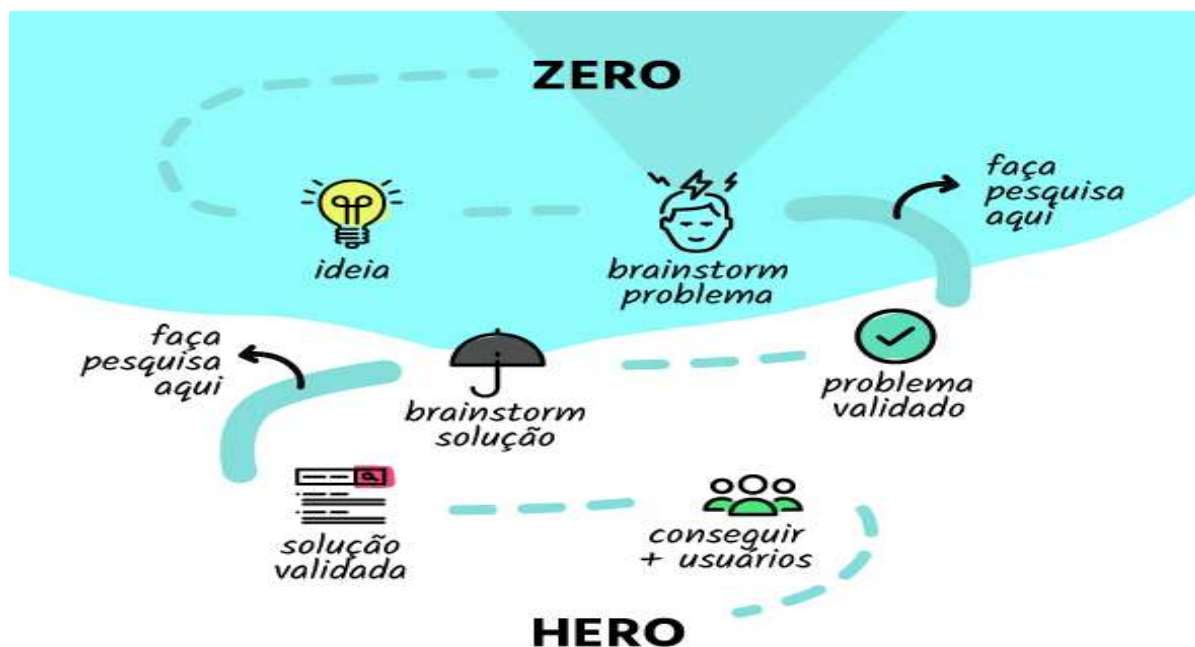 ZERO
ideia
brainstorm
problema
faça
pesquisa
aqui
problema
validado
brainstorm
solução
faça
pesquisa
aqui
solução
validada
conseguir
+ usuários
HERO